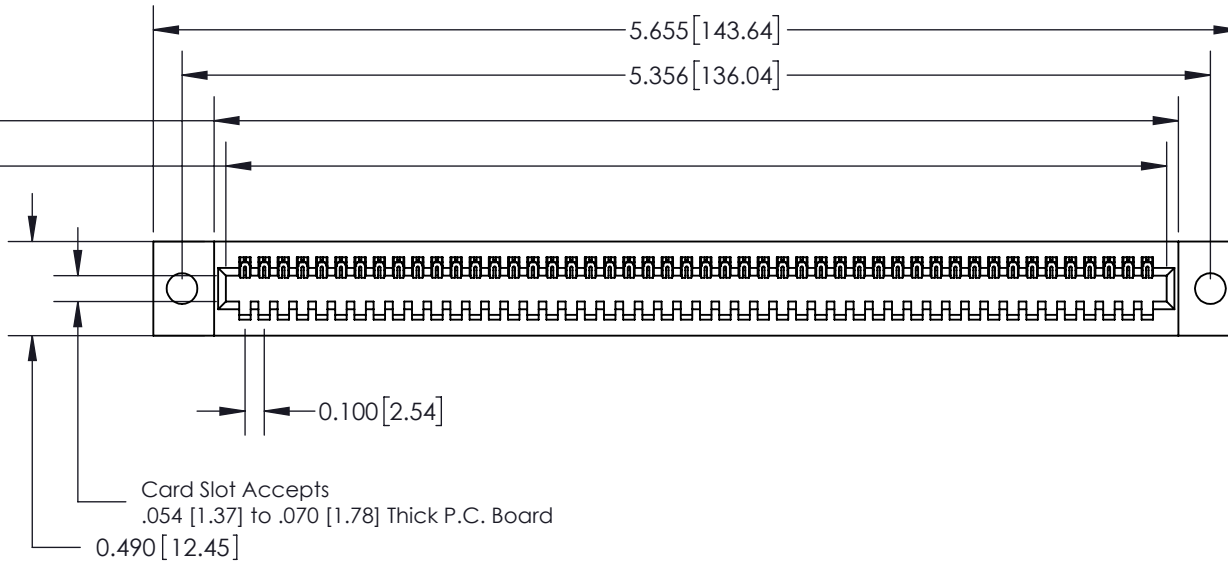 5.655[143.64]
5.356[136.04]
0.100[2.54]
Card Slot Accepts
.054 [1.37] to .070 [1.78] Thick P.C. Board
0.490[12.45]